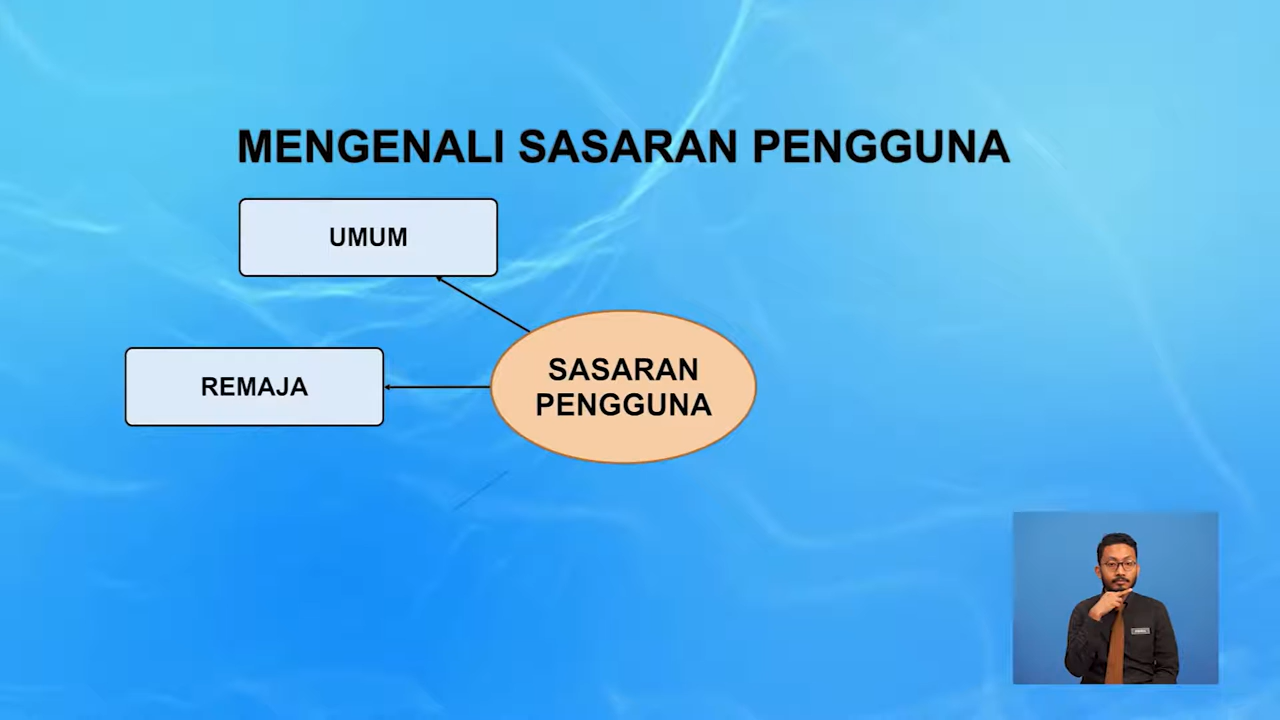 MENGENALI SASARAN PENGGUNA
UMUM
REMAJA
SASARAN
PENGGUNA